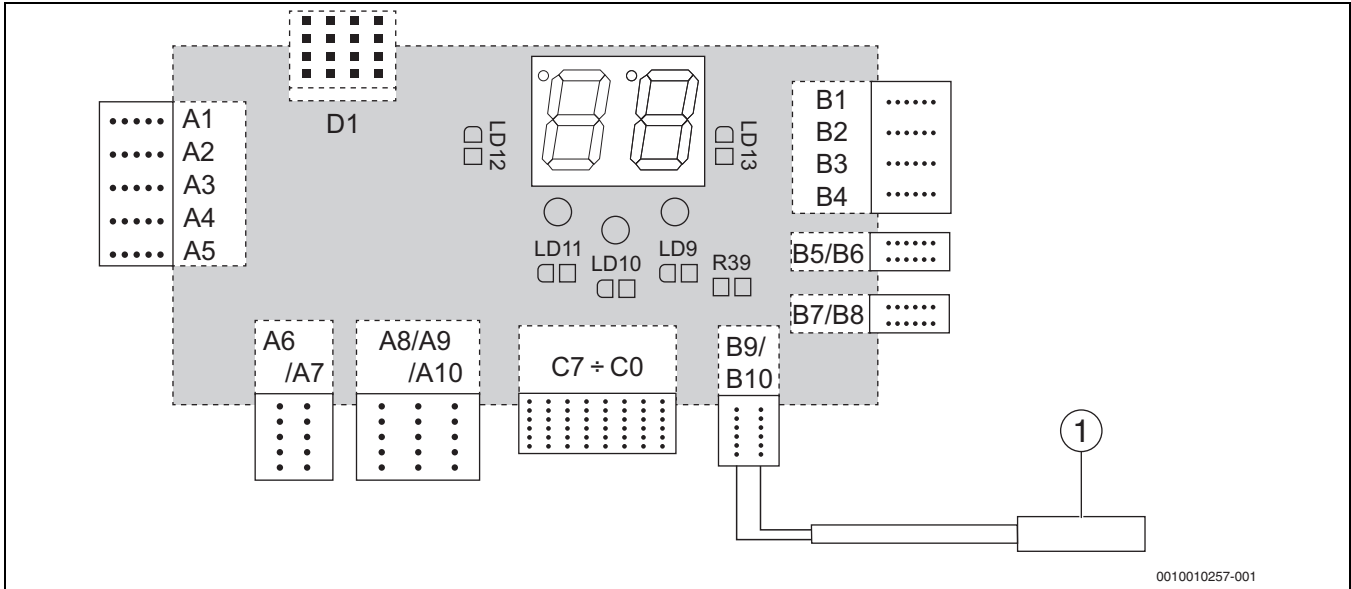 D1
A1
A2
A3
A4
A5
LD12
LD13
B1
B2
B3
B4
B5/B6
B7/B8
LD11
LD10
LD9
R39
A6
/A7
A8/A9
/A10
C7 ÷ C0
B9/
B10
1
0010010257-001